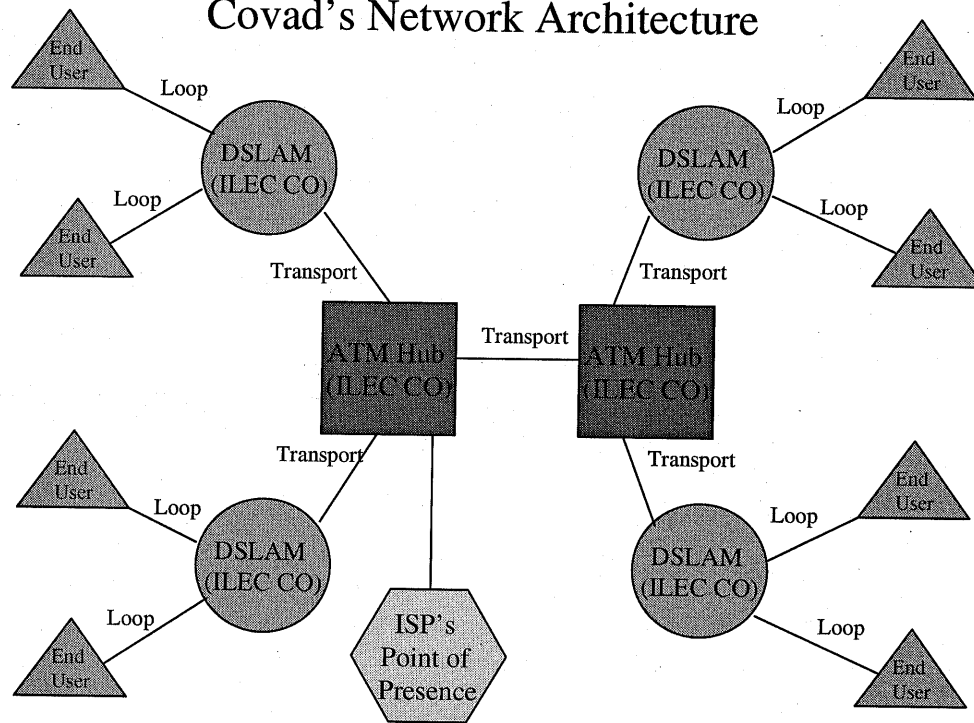 Covad's Network Architecture
End
User
Loop
DSLAM
(ILEC CO)
Loop
End
User
Transport
DSLAM
(ILEC CO)
Loop
End
User
Loop
End
User
Transport
ATM Hub
(ILEC CO)
Transport
ATM Hub
(ILEC CO)
Transport
End
User
Loop
DSLAM
(ILEC CO)
Loop
End
User
Transport
DSLAM
(ILEC CO)
Loop
End
User
Loop
End
User
ISP's
Point of
Presence